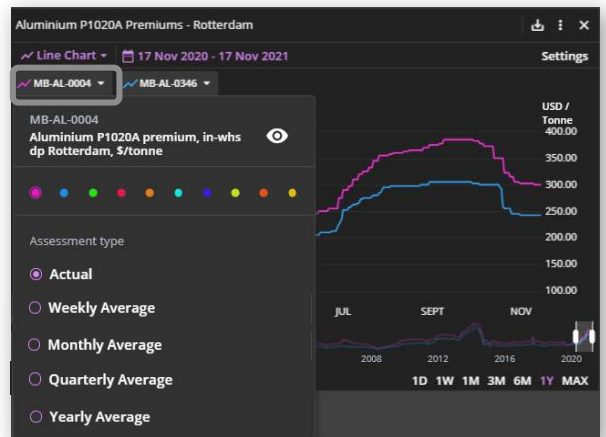 Aluminium P1020A Premiums - Rotterdam
Line Chart 17 Nov 2020 - 17 Nov 2021 Settings
MB-AL-0004 MB-AL-0346
MB-AL-0004
Aluminium P1020A premium, in-whs
dp Rotterdam, $/tonne
Assessment type
Actual
Weekly Average
Monthly Average
Quarterly Average
Yearly Average
USD /
Tonne
400.00
350.00
300.00
250.00
200.00
150.00
100.00
JUL SEPT NOV
2008 2012 2016 2020
1D 1W 1M 3M 6M 1Y MAX